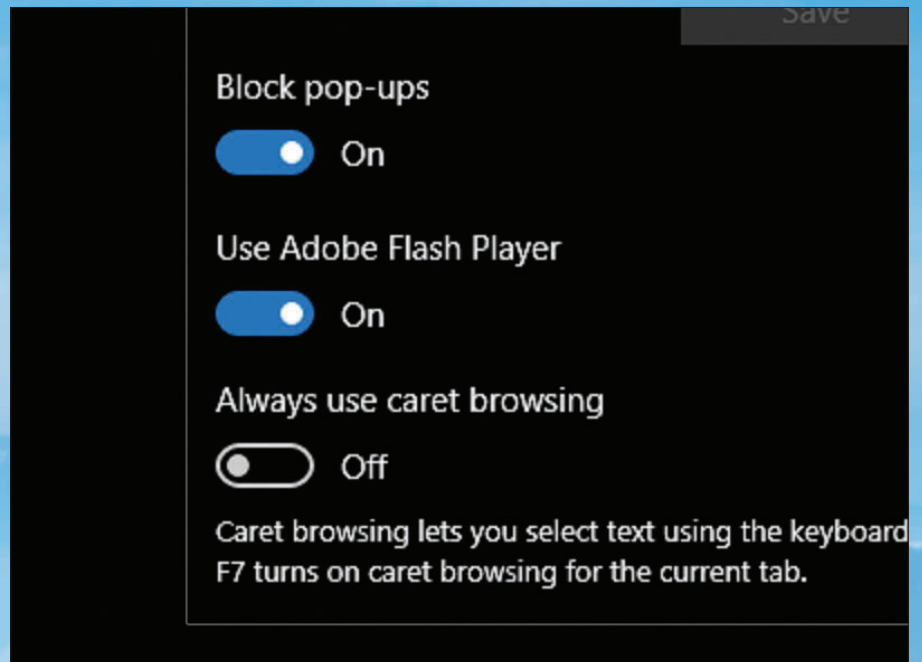 Save
Block pop-ups
On
Use Adobe Flash Player
On
Always use caret browsing
Off
Caret browsing lets you select text using the keyboard
F7 turns on caret browsing for the current tab.